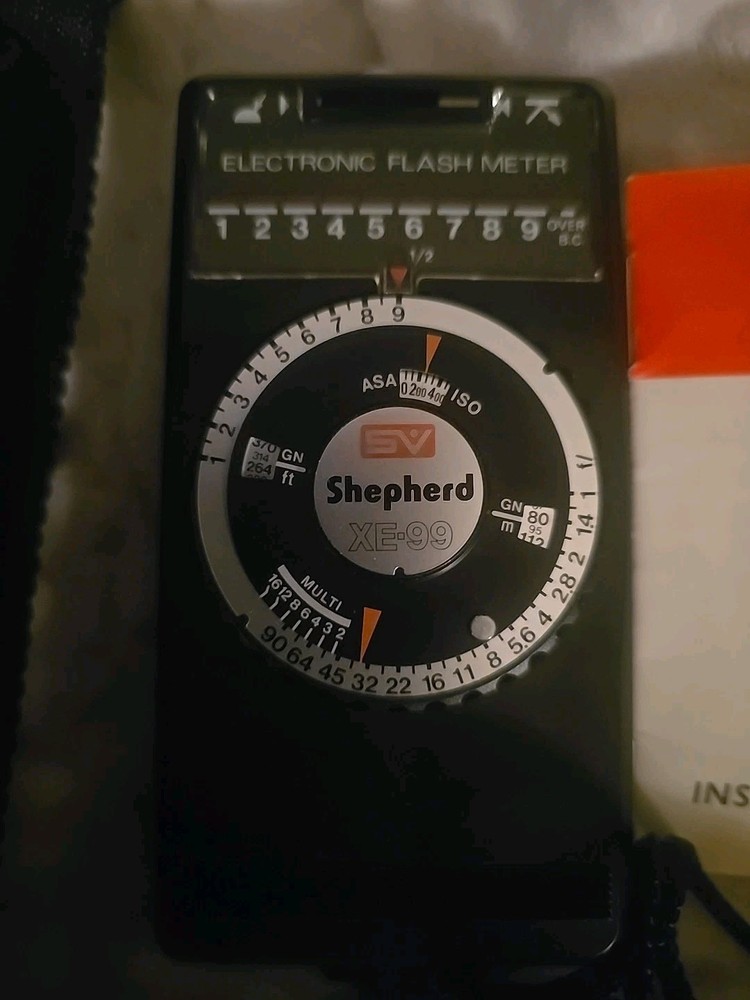 ELECTRONIC FLASH METER
1 2 3 4 5 6 7 8 9 OVER
B.C
1/2
1 2 3 4 5 6 7 8 9
ASA ISO
200 400
370
314
264
GN
ft
SV
Shepherd
XE-99
GN
m
80
95
112
MULTI
16 12 8 6 4 3 2
90 64 45 32 22 16 11 8 5.6 4 2.8 2 1.4 1 f/
INS